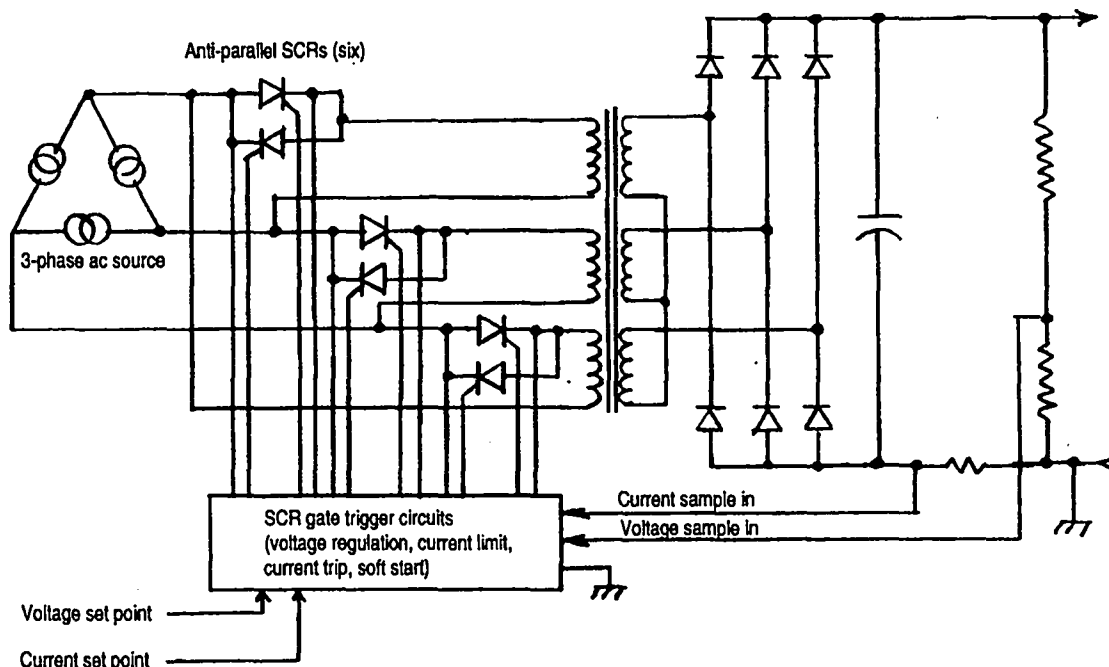 Anti-parallel SCRs (six)
3-phase ac source
SCR gate trigger circuits
(voltage regulation, current limit,
current trip, soft start)
Current sample in
Voltage sample in
Voltage set point
Current set point